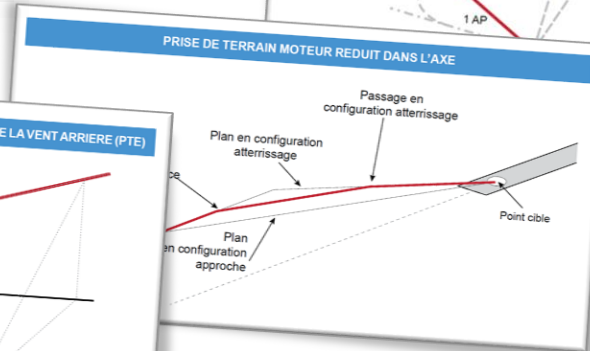 1 AP
PRISE DE TERRAIN MOTEUR REDUIT DANS L'AXE
Passage en
configuration atterrissage
Plan en configuration
atterrissage
Point cible
Plan
en configuration
approche
E LA VENT ARRIERE (PTE)